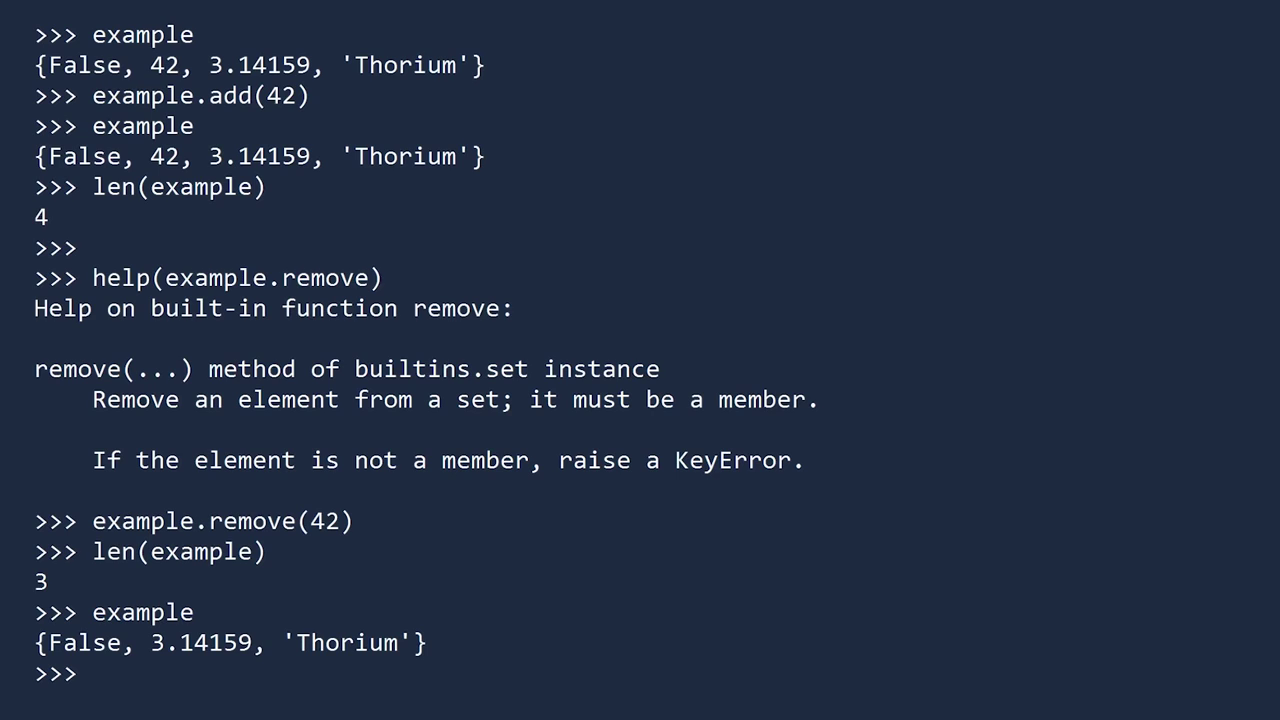 >>> example
{False, 42, 3.14159, 'Thorium'}
>>> example.add(42)
>>> example
{False, 42, 3.14159, 'Thorium'}
>>> len(example)
4
>>>
>>> help(example.remove)
Help on built-in function remove:

remove(...) method of builtins.set instance
    Remove an element from a set; it must be a member.

    If the element is not a member, raise a KeyError.

>>> example.remove(42)
>>> len(example)
3
>>> example
{False, 3.14159, 'Thorium'}
>>>